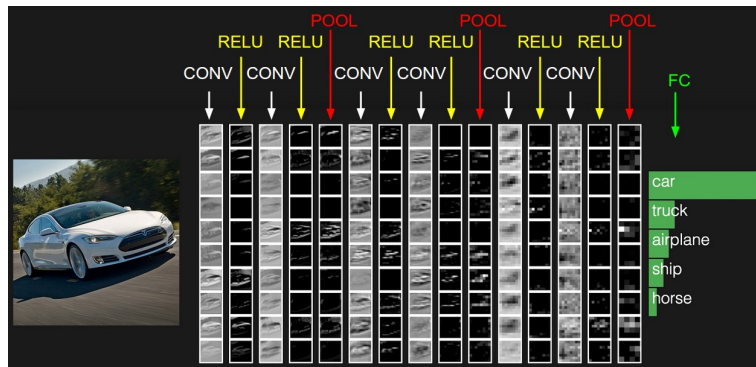 POOL POOL POOL
RELU RELU RELU RELU RELU RELU
CONV CONV CONV CONV CONV CONV
FC
car
truck
airplane
ship
horse